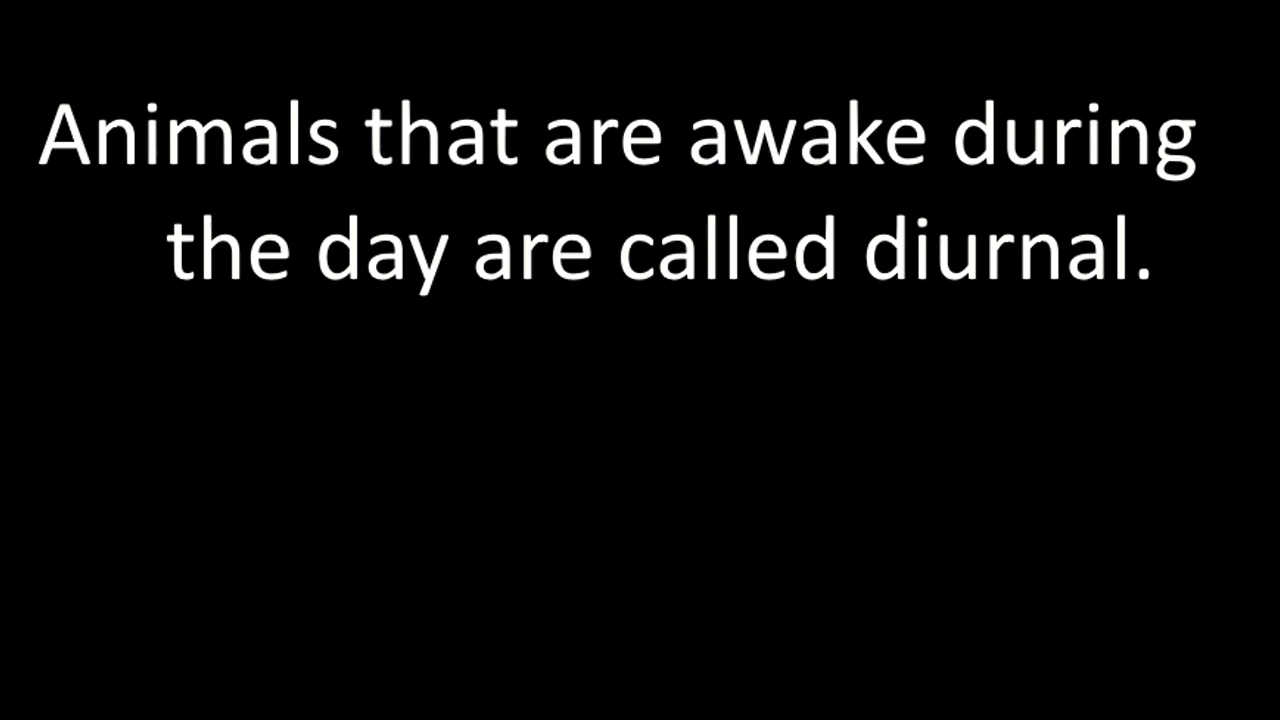 Animals that are awake during
the day are called diurnal.